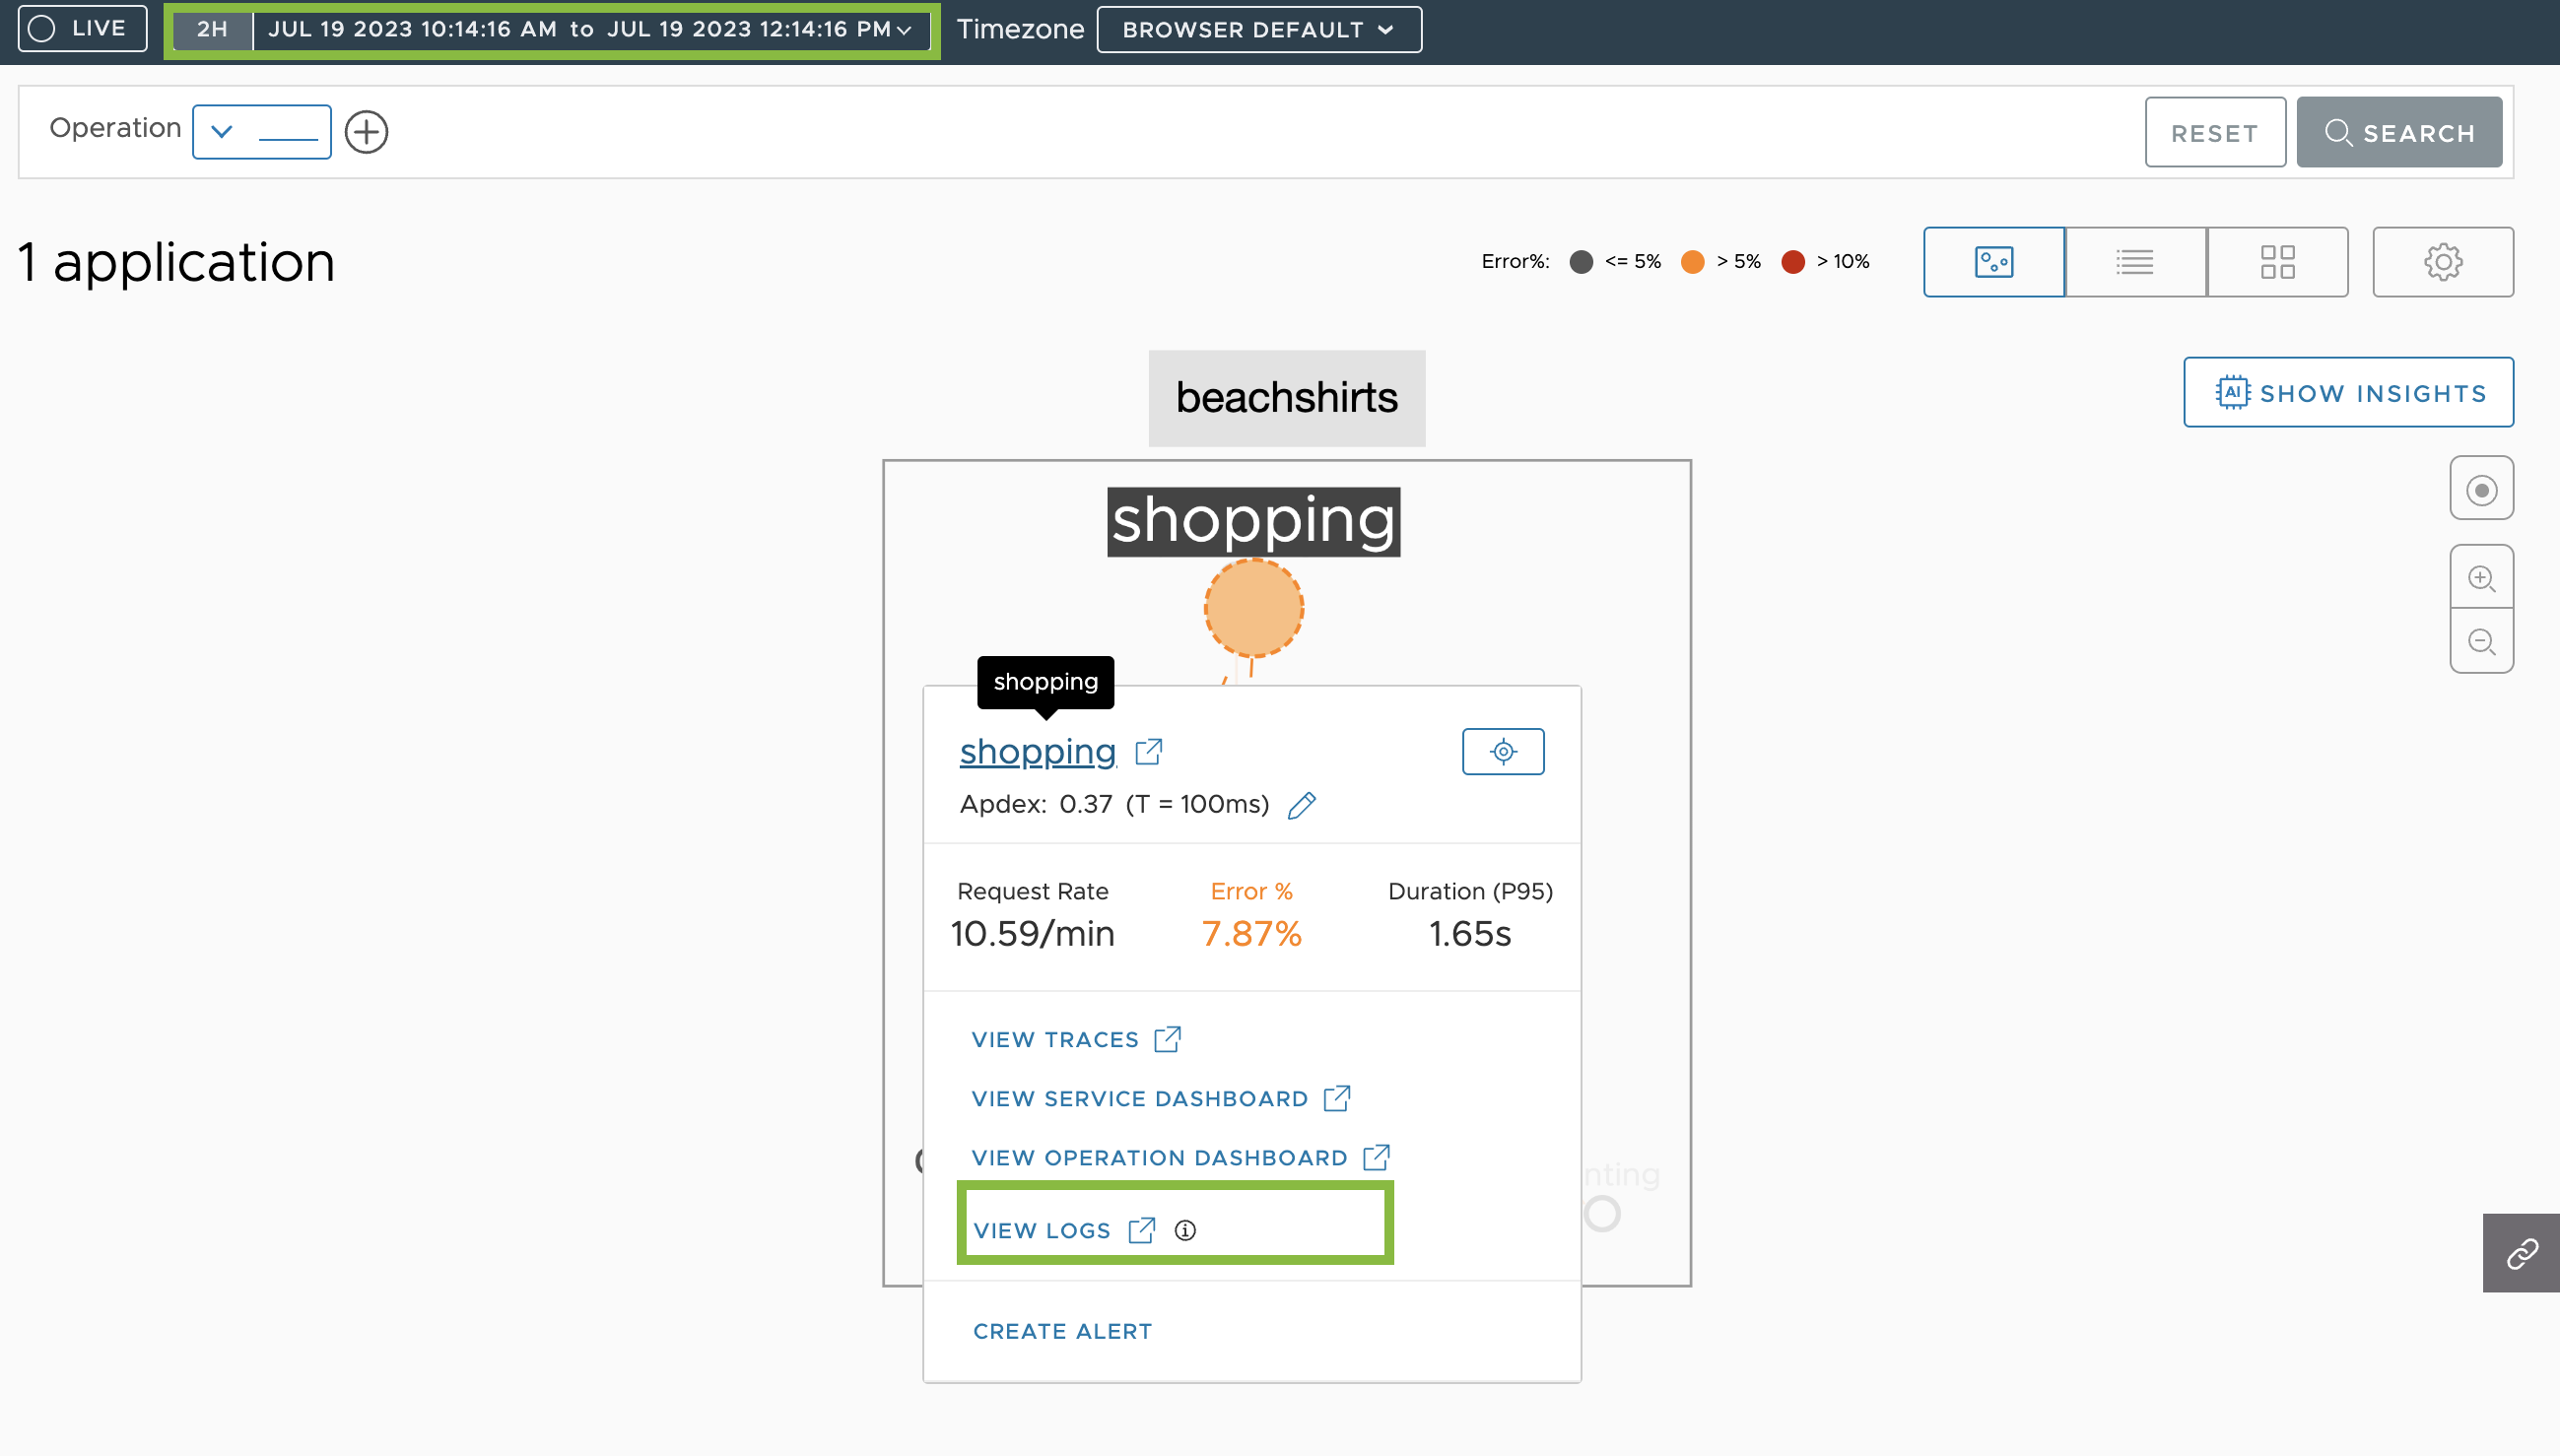 LIVE 2H JUL 19 2023 10:14:16 AM to JUL 19 2023 12:14:16 PM Timezone BROWSER DEFAULT
Operation RESET SEARCH
1 application Error%: <= 5% > 5% > 10%
beachshirts
AI SHOW INSIGHTS
shopping
shopping
shopping
Apdex: 0.37 (T = 100ms)
Request Rate Error % Duration (P95)
10.59/min 7.87% 1.65s
VIEW TRACES
VIEW SERVICE DASHBOARD
VIEW OPERATION DASHBOARD
nting
VIEW LOGS
CREATE ALERT